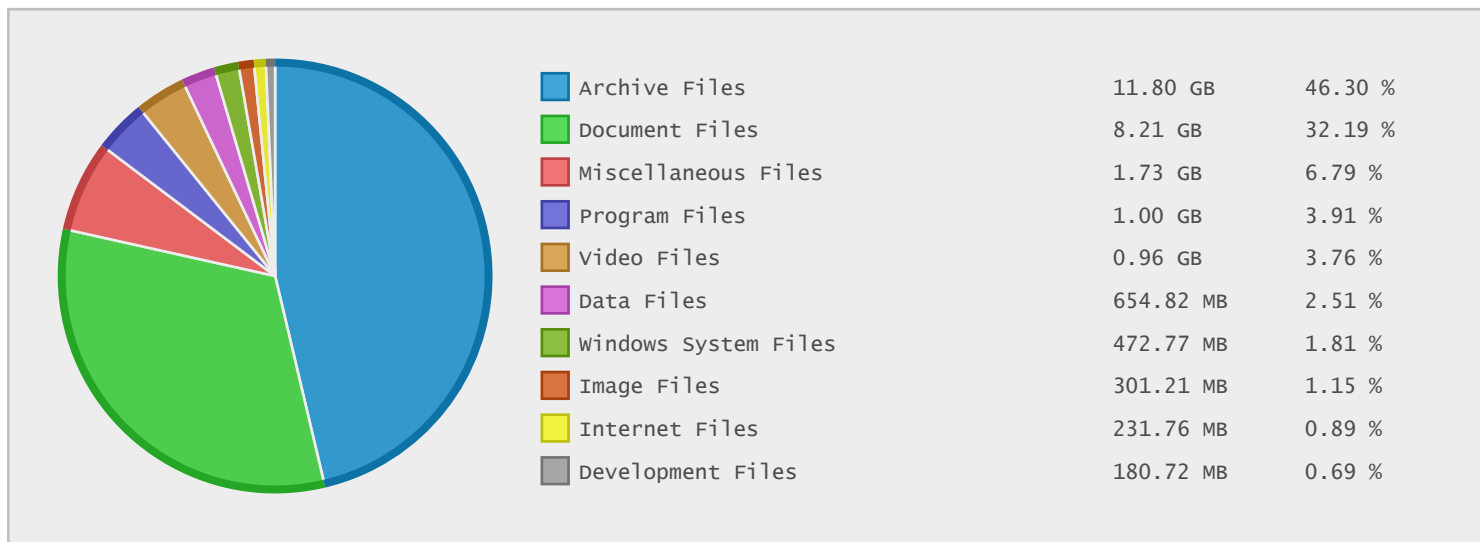 Archive Files 11.80 GB 46.30 %
Document Files 8.21 GB 32.19 %
Miscellaneous Files 1.73 GB 6.79 %
Program Files 1.00 GB 3.91 %
Video Files 0.96 GB 3.76 %
Data Files 654.82 MB 2.51 %
Windows System Files 472.77 MB 1.81 %
Image Files 301.21 MB 1.15 %
Internet Files 231.76 MB 0.89 %
Development Files 180.72 MB 0.69 %